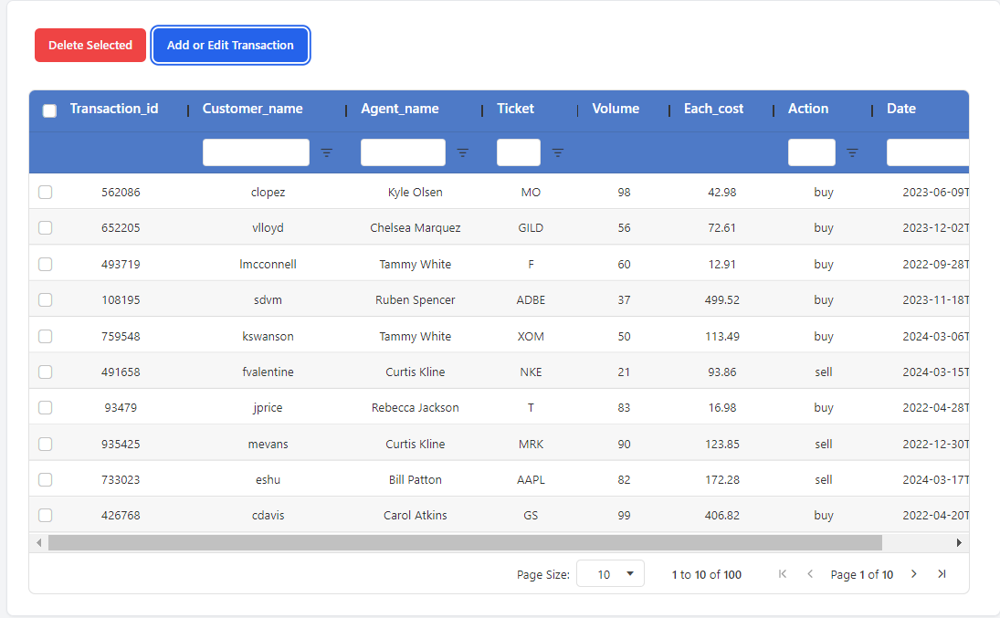 Delete Selected Add or Edit Transaction
Transaction_id Customer_name Agent_name Ticket Volume Each_cost Action Date
562086 clopez Kyle Olsen MO 98 42.98 buy 2023-06-09T
652205 vlloyd Chelsea Marquez GILD 56 72.61 buy 2023-12-02T
493719 lmcconnell Tammy White F 60 12.91 buy 2022-09-28T
108195 sdvm Ruben Spencer ADBE 37 499.52 buy 2023-11-18T
759548 kswanson Tammy White XOM 50 113.49 buy 2024-03-06T
491658 fvalentine Curtis Kline NKE 21 93.86 sell 2024-03-15T
93479 jprice Rebecca Jackson T 83 16.98 buy 2022-04-28T
935425 mevans Curtis Kline MRK 90 123.85 sell 2022-12-30T
733023 eshu Bill Patton AAPL 82 172.28 sell 2024-03-17T
426768 cdavis Carol Atkins GS 99 406.82 buy 2022-04-20T
Page Size: 10 1 to 10 of 100 Page 1 of 10